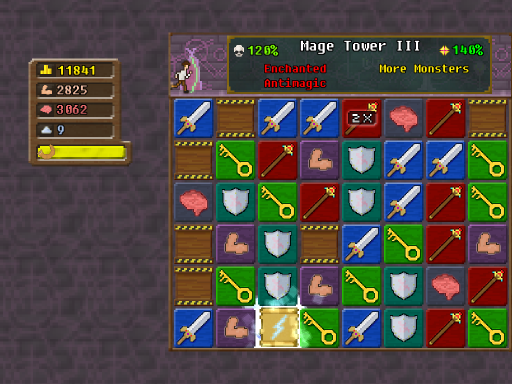 120%
Mage Tower III
140%
Enchanted
More Monsters
Antimagic
11841
2825
3062
9
2X